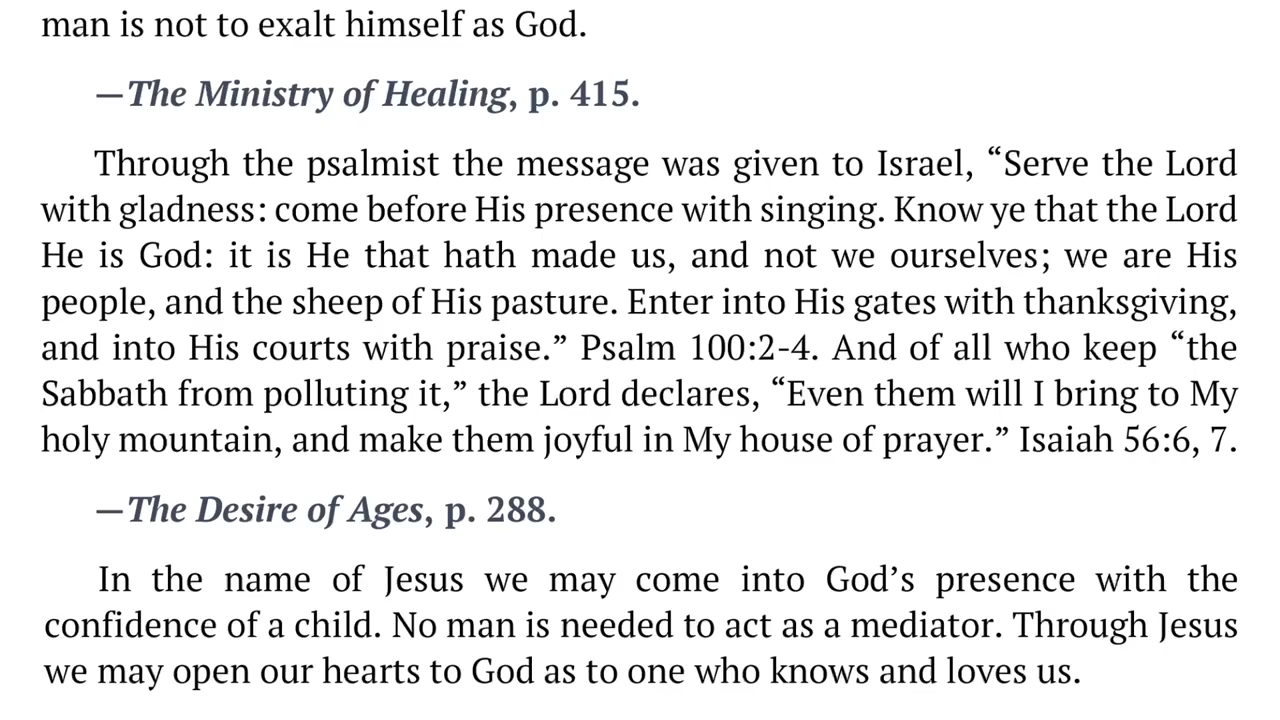 man is not to exalt himself as God.
—The Ministry of Healing, p. 415.
Through the psalmist the message was given to Israel, “Serve the Lord
with gladness: come before His presence with singing. Know ye that the Lord
He is God: it is He that hath made us, and not we ourselves; we are His
people, and the sheep of His pasture. Enter into His gates with thanksgiving,
and into His courts with praise.” Psalm 100:2-4. And of all who keep “the
Sabbath from polluting it,” the Lord declares, “Even them will I bring to My
holy mountain, and make them joyful in My house of prayer.” Isaiah 56:6, 7.
—The Desire of Ages, p. 288.
In the name of Jesus we may come into God’s presence with the
confidence of a child. No man is needed to act as a mediator. Through Jesus
we may open our hearts to God as to one who knows and loves us.